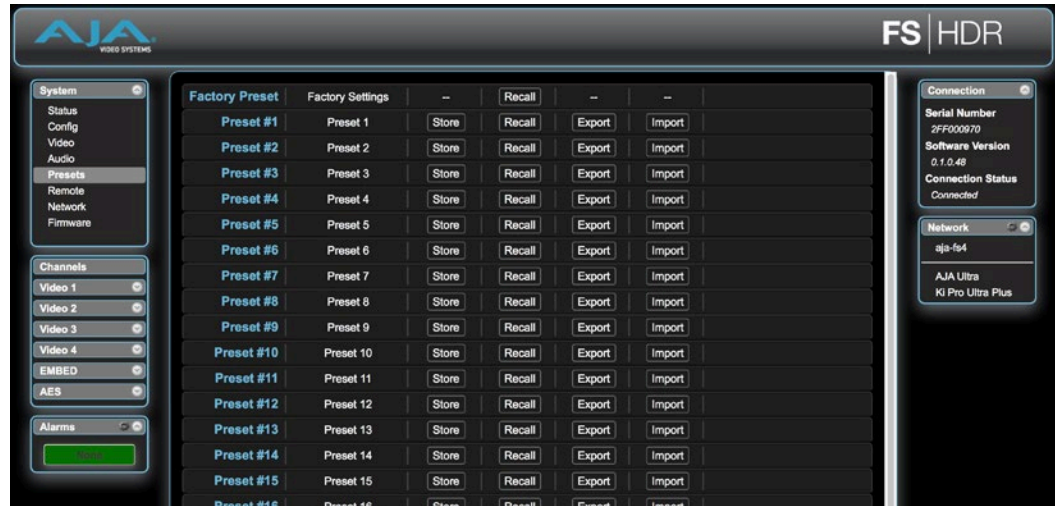 AJA
VIDEO SYSTEMS
FS|HDR
System
Status
Config
Video
Audio
Presets
Remote
Network
Firmware
Channels
Video 1
Video 2
Video 3
Video 4
EMBED
AES
Alarms
None
Factory Preset Factory Settings -- Recall -- --
Preset #1 Preset 1 Store Recall Export Import
Preset #2 Preset 2 Store Recall Export Import
Preset #3 Preset 3 Store Recall Export Import
Preset #4 Preset 4 Store Recall Export Import
Preset #5 Preset 5 Store Recall Export Import
Preset #6 Preset 6 Store Recall Export Import
Preset #7 Preset 7 Store Recall Export Import
Preset #8 Preset 8 Store Recall Export Import
Preset #9 Preset 9 Store Recall Export Import
Preset #10 Preset 10 Store Recall Export Import
Preset #11 Preset 11 Store Recall Export Import
Preset #12 Preset 12 Store Recall Export Import
Preset #13 Preset 13 Store Recall Export Import
Preset #14 Preset 14 Store Recall Export Import
Preset #15 Preset 15 Store Recall Export Import
Preset #16 Preset 16 Store Recall Export Import
Connection
Serial Number
2FF000970
Software Version
0.1.0.48
Connection Status
Connected
Network
aja-fs4
AJA Ultra
Ki Pro Ultra Plus